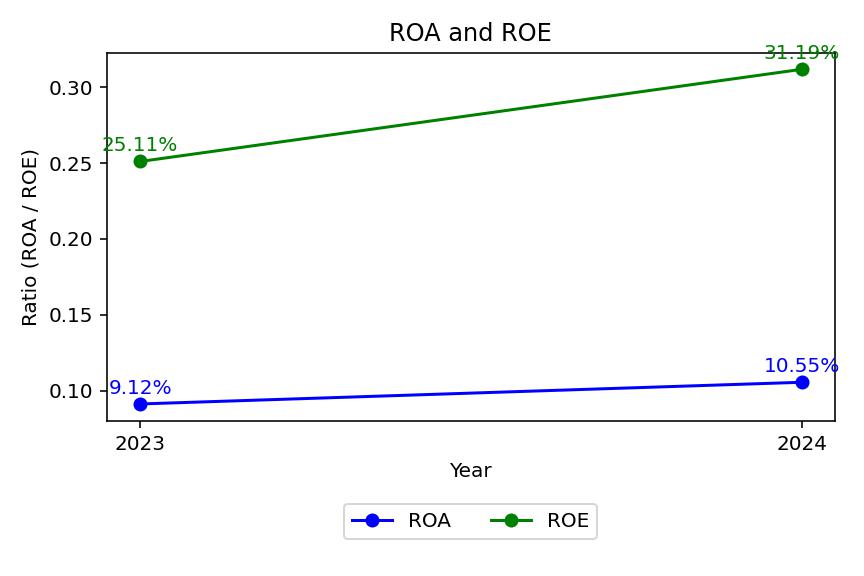 ROA and ROE
31.19%
0.30
25.11%
0.25
0.20
Ratio (ROA / ROE)
0.15
10.55%
9.12%
0.10
2023 2024
Year
ROA ROE